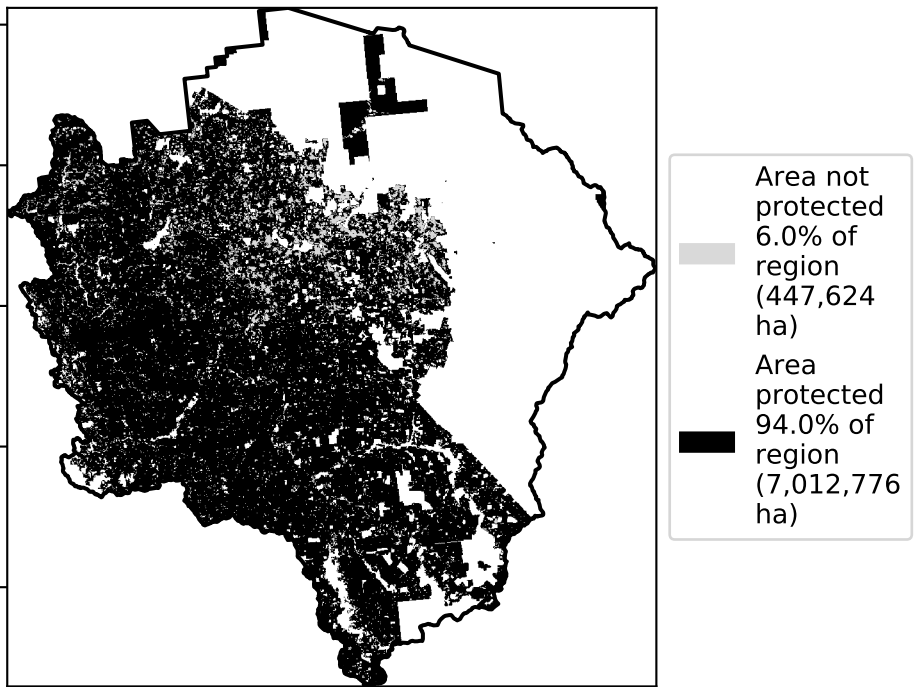 Area not
protected
6.0% of
region
(447,624
ha)
Area
protected
94.0% of
region
(7,012,776
ha)